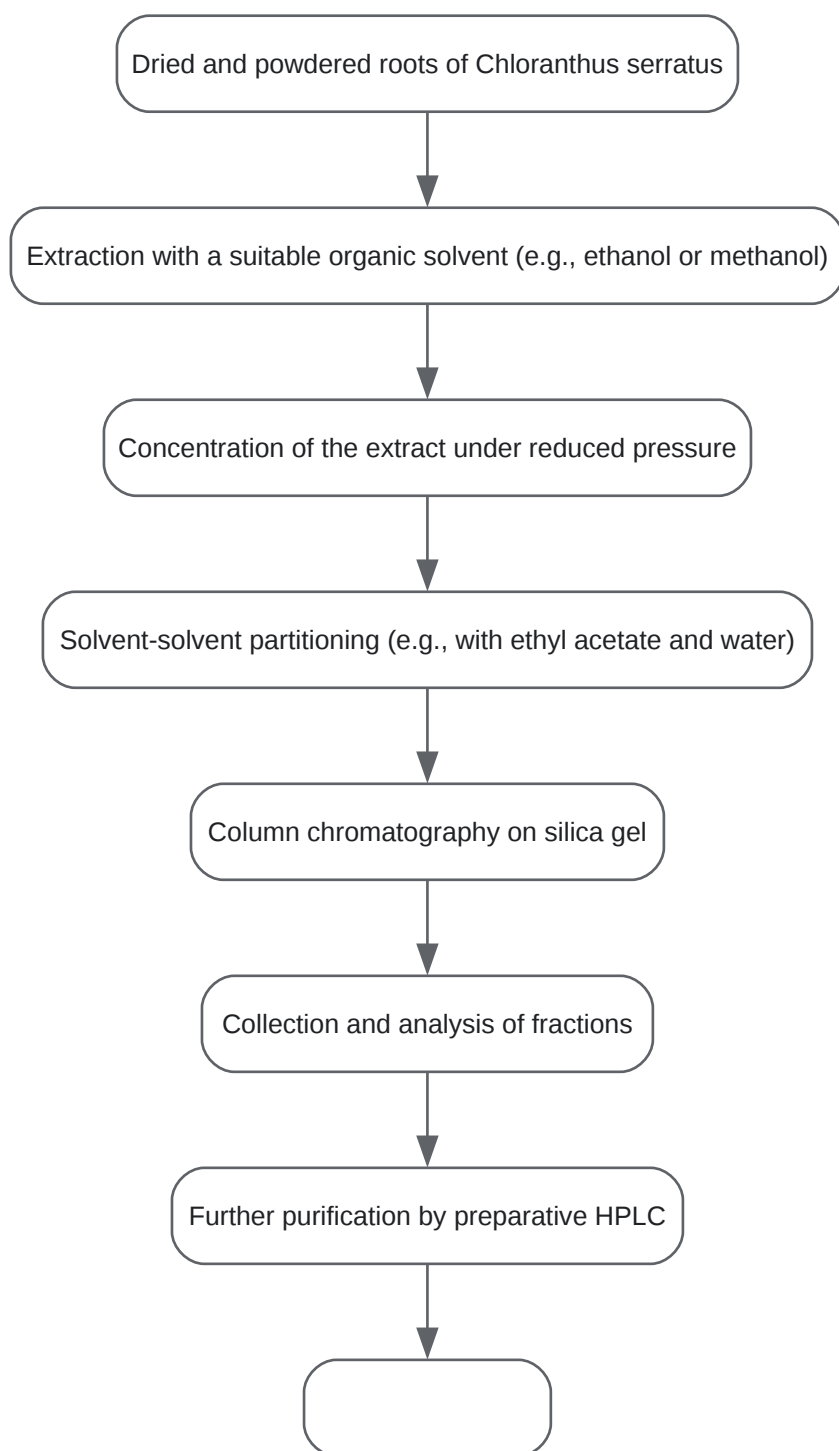 Dried and powdered roots of Chloranthus serratus
Extraction with a suitable organic solvent (e.g., ethanol or methanol)
Concentration of the extract under reduced pressure
Solvent-solvent partitioning (e.g., with ethyl acetate and water)
Column chromatography on silica gel
Collection and analysis of fractions
Further purification by preparative HPLC